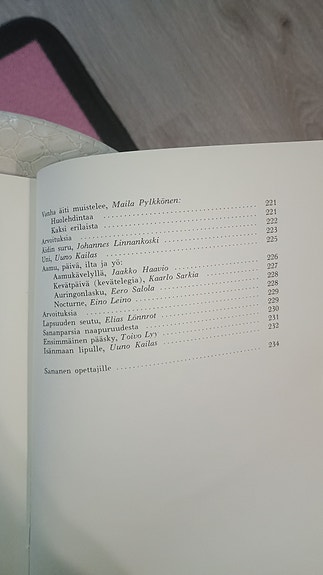 Vanha äiti muistelee, Maila Pylkkönen:
Huolehdintaa 221
Kaksi erilaista 221
Arvoituksia 222
Äidin suru, Johannes Linnankoski 223
Uni, Uuno Kailas 225
Aamu, päivä, ilta ja yö:
Aamukävelyllä, Jaakko Haavio 226
Kevätpäivä (kevätelegia), Kaarlo Sarkia 227
Auringonlasku, Eero Salola 228
Nocturne, Eino Leino 228
Arvoituksia 229
Lapsuuden seutu, Elias Lönnrot 229
Sananparsia naapuruudesta 230
Ensimmäinen pääsky, Toivo Lyy 231
Isänmaan lipulle, Uuno Kailas 232
Sananen opettajille 234